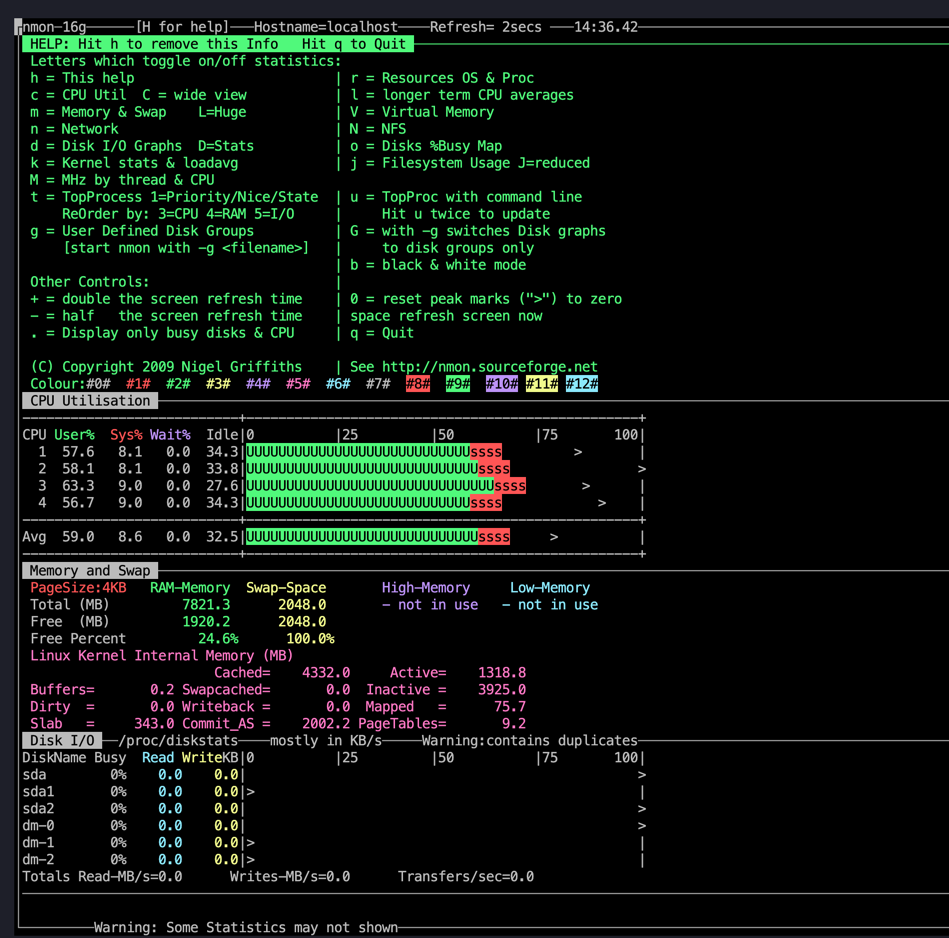 nmon─16g──────[H for help]───Hostname=localhost────Refresh= 2secs ───14:36.42
HELP: Hit h to remove this Info   Hit q to Quit
Letters which toggle on/off statistics:
h = This help                         | r = Resources OS & Proc
c = CPU Util  C = wide view           | l = longer term CPU averages
m = Memory & Swap    L=Huge           | V = Virtual Memory
n = Network                           | N = NFS
d = Disk I/O Graphs  D=Stats          | o = Disks %Busy Map
k = Kernel stats & loadavg            | j = Filesystem Usage J=reduced
M = MHz by thread & CPU
t = TopProcess 1=Priority/Nice/State  | u = TopProc with command line
    ReOrder by: 3=CPU 4=RAM 5=I/O     |     Hit u twice to update
g = User Defined Disk Groups          | G = with -g switches Disk graphs
    [start nmon with -g <filename>]   |     to disk groups only
                                      | b = black & white mode
Other Controls:                       |
+ = double the screen refresh time    | 0 = reset peak marks (">") to zero
- = half   the screen refresh time    | space refresh screen now
. = Display only busy disks & CPU     | q = Quit
(C) Copyright 2009 Nigel Griffiths    | See http://nmon.sourceforge.net
Colour:#0#  #1#  #2#  #3#  #4#  #5#  #6#  #7#  #8#  #9#  #10# #11# #12#
CPU Utilisation
CPU User%  Sys% Wait%  Idle|0          |25         |50          |75       100|
1  57.6   8.1   0.0  34.3|UUUUUUUUUUUUUUUUUUUUUUUUUUUUssss         >       |
2  58.1   8.1   0.0  33.8|UUUUUUUUUUUUUUUUUUUUUUUUUUUUUssss                >
3  63.3   9.0   0.0  27.6|UUUUUUUUUUUUUUUUUUUUUUUUUUUUUUUssss       >      |
4  56.7   9.0   0.0  34.3|UUUUUUUUUUUUUUUUUUUUUUUUUUUUssss            >    |
Avg  59.0   8.6   0.0  32.5|UUUUUUUUUUUUUUUUUUUUUUUUUUUUUssss     >          |
Memory and Swap
PageSize:4KB   RAM-Memory  Swap-Space       High-Memory     Low-Memory
Total (MB)         7821.3      2048.0    - not in use   - not in use
Free  (MB)         1920.2      2048.0
Free Percent         24.6%      100.0%
Linux Kernel Internal Memory (MB)
Cached=    4332.0     Active=    1318.8
Buffers=       0.2 Swapcached=       0.0  Inactive =    3925.0
Dirty  =       0.0 Writeback =       0.0  Mapped   =      75.7
Slab   =     343.0 Commit_AS =    2002.2 PageTables=       9.2
Disk I/O ──/proc/diskstats────mostly in KB/s─────Warning:contains duplicates
DiskName Busy  Read WriteKB|0          |25         |50          |75       100|
sda        0%    0.0    0.0|                                                 >
sda1       0%    0.0    0.0|>                                                |
sda2       0%    0.0    0.0|                                                 >
dm-0       0%    0.0    0.0|                                                 >
dm-1       0%    0.0    0.0|>                                                |
dm-2       0%    0.0    0.0|>                                                |
Totals Read-MB/s=0.0      Writes-MB/s=0.0      Transfers/sec=0.0
Warning: Some Statistics may not shown